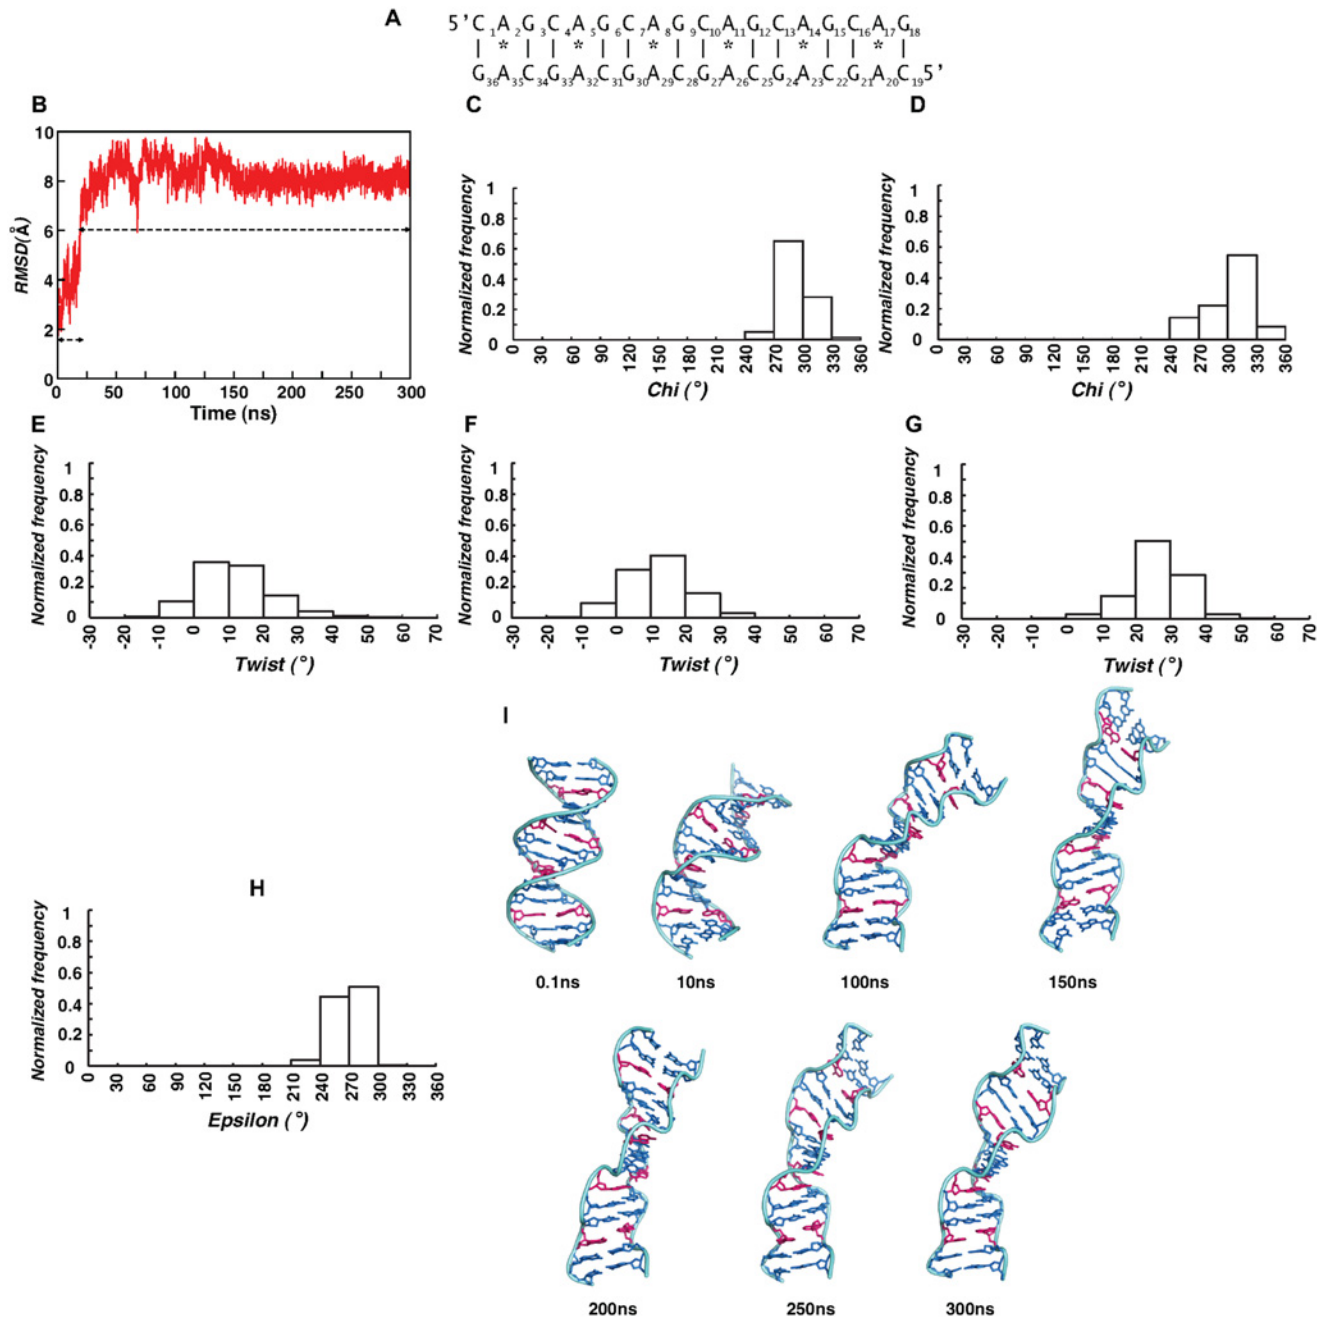 A
5'C₁A₂G₃C₄A₅G₆C₇A₈G₉C₁₀A₁₁G₁₂C₁₃A₁₄G₁₅C₁₆A₁₇G₁₈
* * * * * *
G₃₆A₃₅C₃₄G₃₃A₃₂C₃₁G₃₀A₂₉C₂₈G₂₇A₂₆C₂₅G₂₄A₂₃C₂₂G₂₁A₂₀C₁₉5'
B
RMSD(Å)
10
8
6
4
2
0
0 50 100 150 200 250 300
Time (ns)
C
Normalized frequency
1
0.8
0.6
0.4
0.2
0
0 30 60 90 120 150 180 210 240 270 300 330 360
Chi (°)
D
Normalized frequency
1
0.8
0.6
0.4
0.2
0
0 30 60 90 120 150 180 210 240 270 300 330 360
Chi (°)
E
Normalized frequency
1
0.8
0.6
0.4
0.2
0
-30 -20 -10 0 10 20 30 40 50 60 70
Twist (°)
F
Normalized frequency
1
0.8
0.6
0.4
0.2
0
-30 -20 -10 0 10 20 30 40 50 60 70
Twist (°)
G
Normalized frequency
1
0.8
0.6
0.4
0.2
0
-30 -20 -10 0 10 20 30 40 50 60 70
Twist (°)
H
Normalized frequency
1
0.8
0.6
0.4
0.2
0
0 30 60 90 120 150 180 210 240 270 300 330 360
Epsilon (°)
I
0.1ns
10ns
100ns
150ns
200ns
250ns
300ns